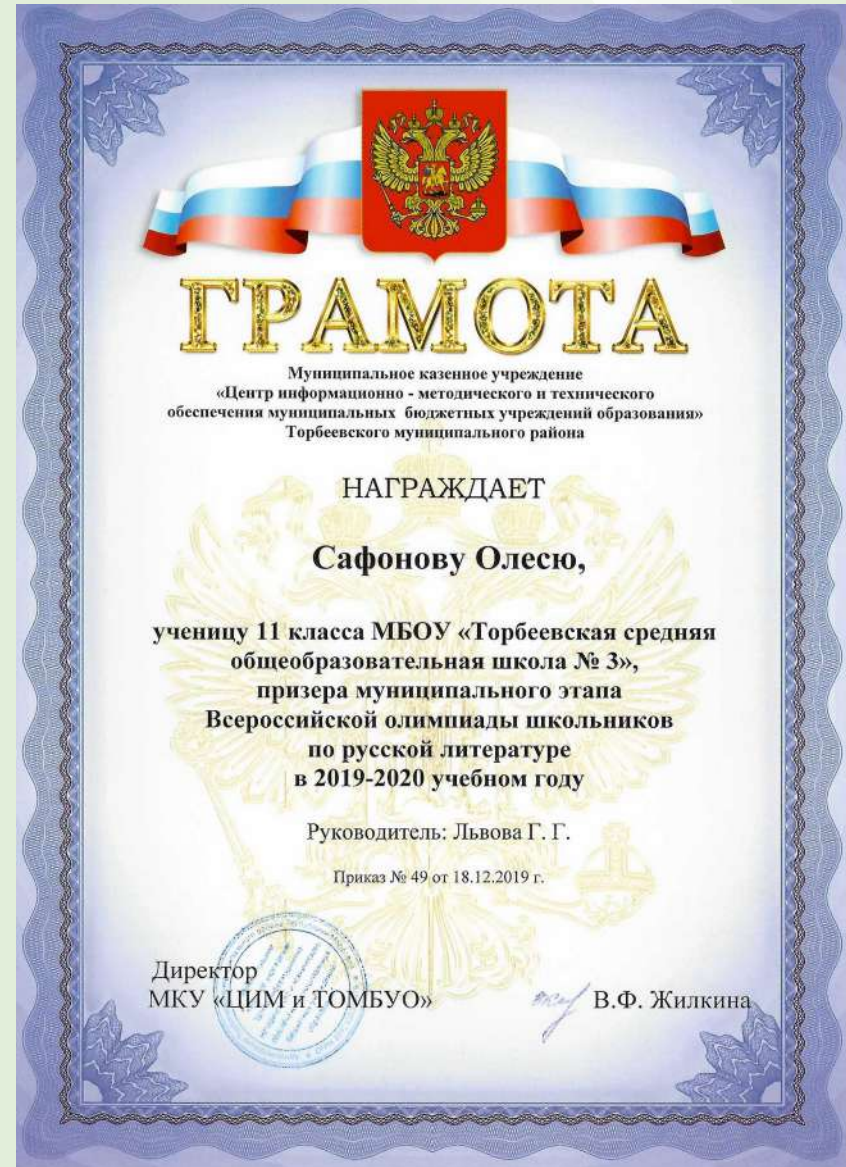 ГРАМОТА
Муниципальное казенное учреждение
«Центр информационно - методического и технического
обеспечения муниципальных бюджетных учреждений образования»
Торбеевского муниципального района
НАГРАЖДАЕТ
Сафонову Олесю,
ученицу 11 класса МБОУ «Торбеевская средняя
общеобразовательная школа № 3»,
призера муниципального этапа
Всероссийской олимпиады школьников
по русской литературе
в 2019-2020 учебном году
Руководитель: Львова Г. Г.
Приказ № 49 от 18.12.2019 г.
Директор
МКУ «ЦИМ и ТОМБУО» В.Ф. Жилкина